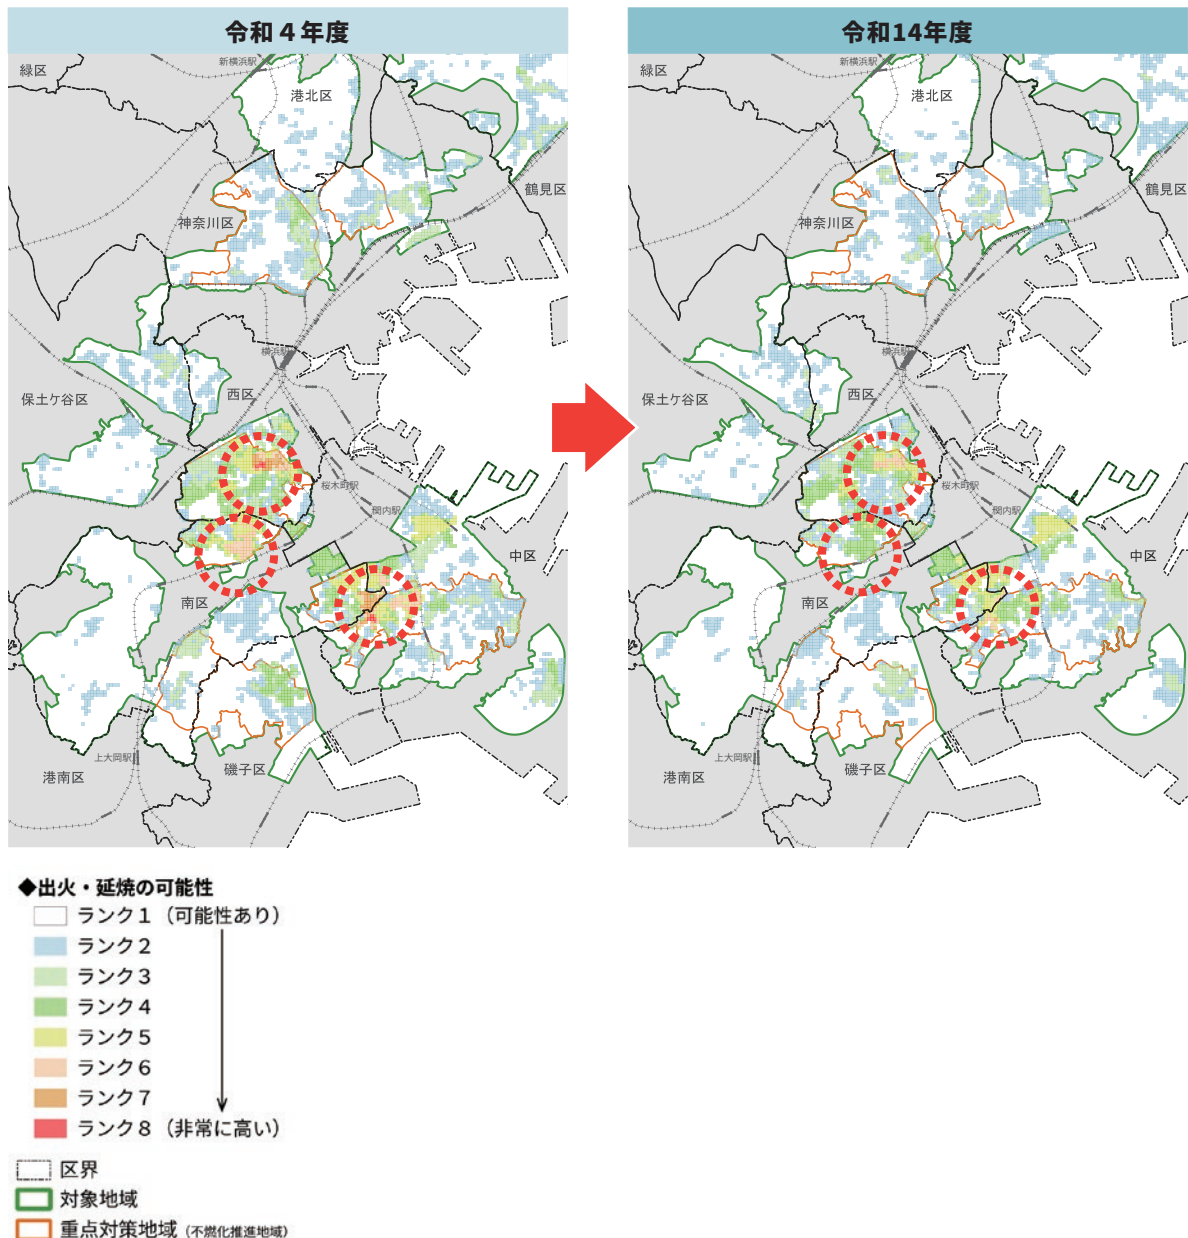 令和４年度
新横浜駅
緑区
港北区
鶴見区
神奈川区
横浜駅
西区
保土ケ谷区
桜木町駅
関内駅
中区
南区
上大岡駅
磯子区
港南区
令和14年度
新横浜駅
緑区
港北区
鶴見区
神奈川区
横浜駅
西区
保土ケ谷区
桜木町駅
関内駅
中区
南区
上大岡駅
磯子区
港南区
◆出火・延焼の可能性
ランク１（可能性あり）
ランク２
ランク３
ランク４
ランク５
ランク６
ランク７
ランク８（非常に高い）
区界
対象地域
重点対策地域（不燃化推進地域）